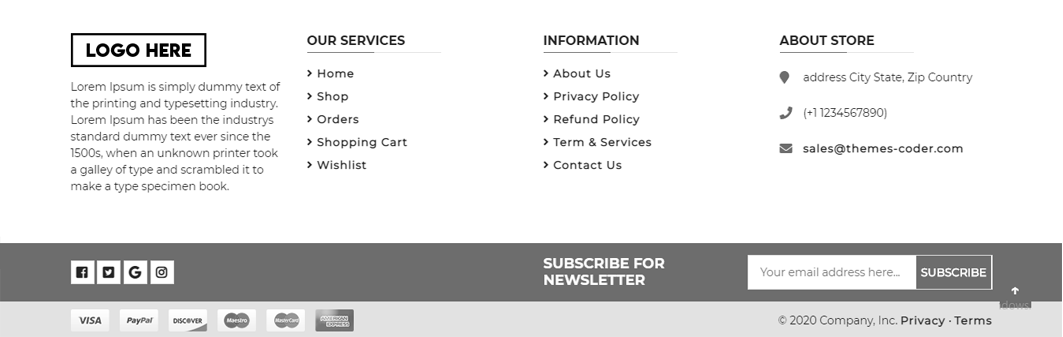 LOGO HERE
Lorem Ipsum is simply dummy text of
the printing and typesetting industry.
Lorem Ipsum has been the industrys
standard dummy text ever since the
1500s, when an unknown printer took
a galley of type and scrambled it to
make a type specimen book.
OUR SERVICES
Home
Shop
Orders
Shopping Cart
Wishlist
INFORMATION
About Us
Privacy Policy
Refund Policy
Term & Services
Contact Us
ABOUT STORE
address City State, Zip Country
(+1 1234567890)
sales@themes-coder.com
SUBSCRIBE FOR
NEWSLETTER
Your email address here...
SUBSCRIBE
VISA
PayPal
DISCOVER
Maestro
MasterCard
AMERICAN
EXPRESS
© 2020 Company, Inc. Privacy · Terms
dows